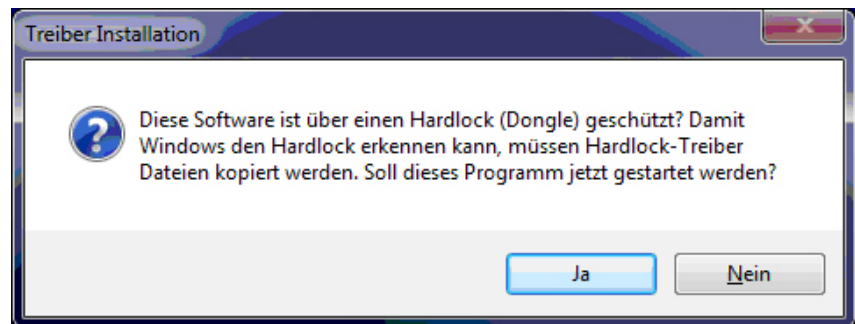 Treiber Installation
Diese Software ist über einen Hardlock (Dongle) geschützt? Damit
Windows den Hardlock erkennen kann, müssen Hardlock-Treiber
Dateien kopiert werden. Soll dieses Programm jetzt gestartet werden?
Ja
Nein